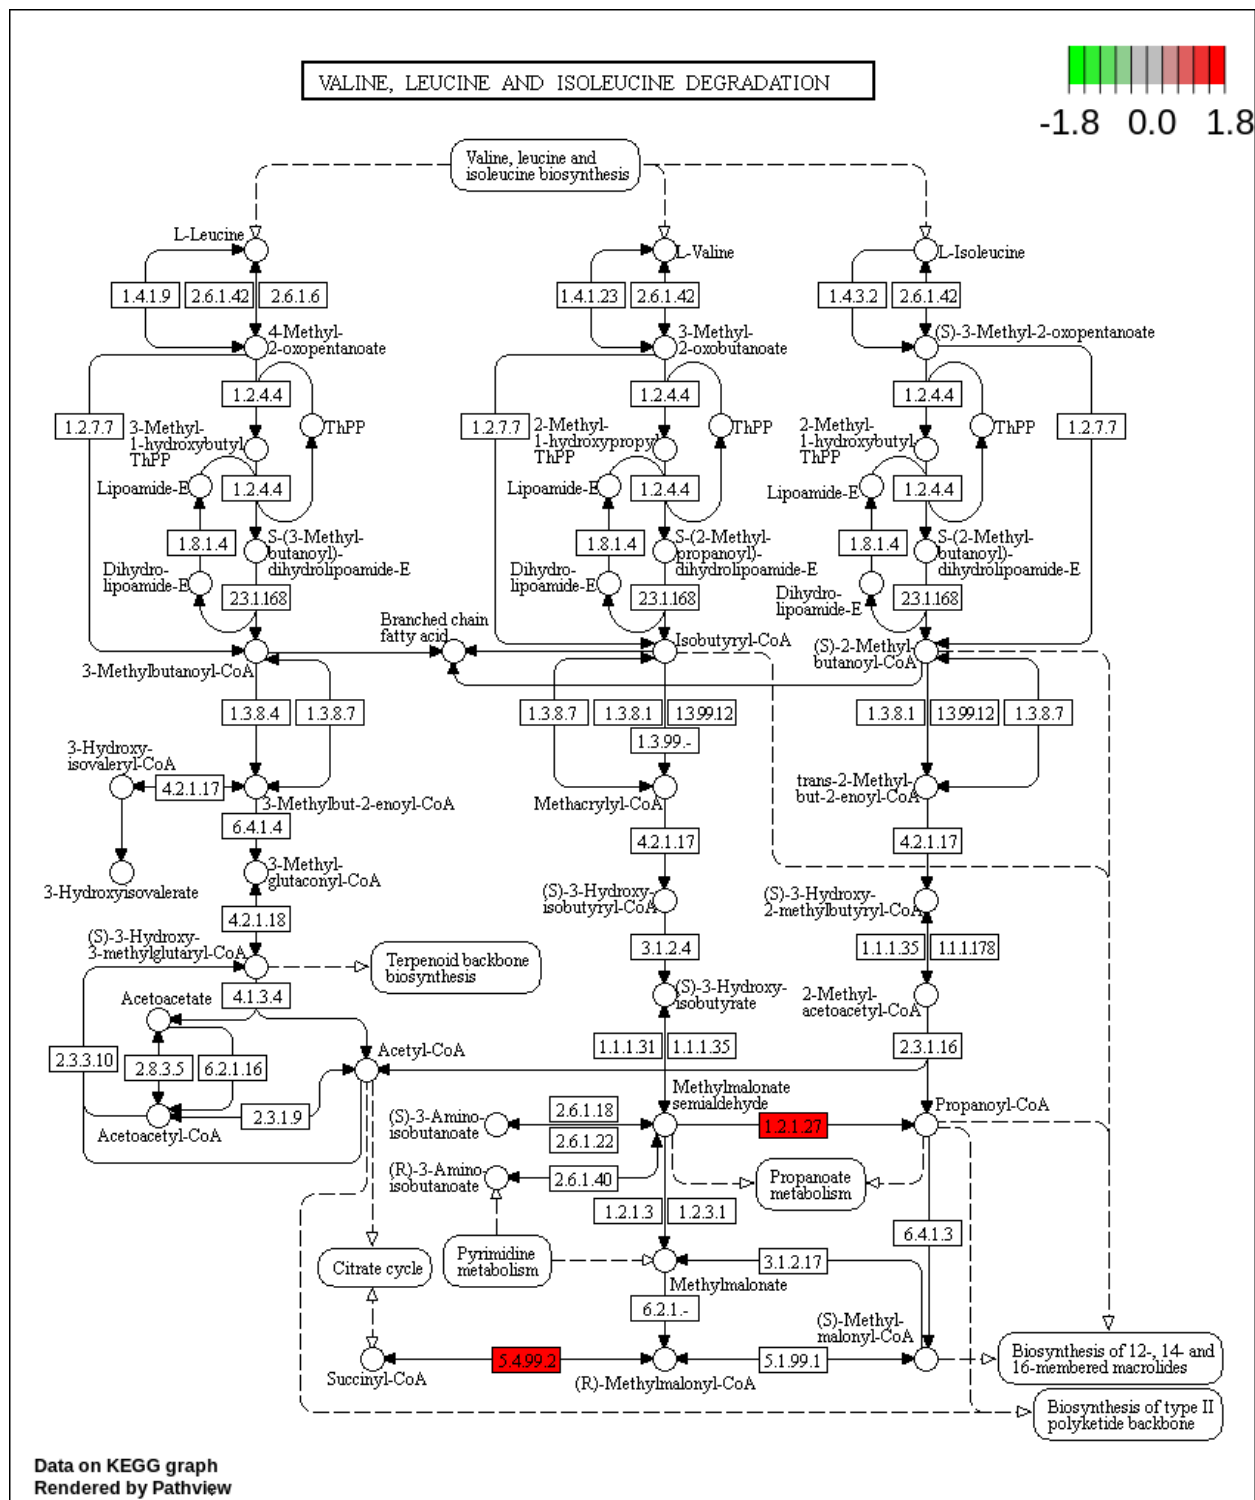 VALINE, LEUCINE AND ISOLEUCINE DEGRADATION
-1.8 0.0 1.8
Valine, leucine and
isoleucine biosynthesis
L-Leucine
L-Valine
L-Isoleucine
1.4.1.9
2.6.1.42
2.6.1.6
1.4.1.23
2.6.1.42
1.4.3.2
2.6.1.42
4-Methyl-
2-oxopentanoate
3-Methyl-
2-oxobutanoate
(S)-3-Methyl-2-oxopentanoate
1.2.4.4
1.2.4.4
1.2.4.4
1.2.7.7
3-Methyl-
1-hydroxybutyl-
ThPP
ThPP
1.2.7.7
2-Methyl-
1-hydroxypropyl
ThPP
ThPP
2-Methyl-
1-hydroxybutyl-
ThPP
ThPP
1.2.7.7
Lipoamide-E
1.2.4.4
Lipoamide-E
1.2.4.4
Lipoamide-E
1.2.4.4
1.8.1.4
S-(3-Methyl-
butanoyl)-
dihydrolipoamide-E
1.8.1.4
S-(2-Methyl-
propanoyl)-
dihydrolipoamide-E
1.8.1.4
S-(2-Methyl-
butanoyl)-
dihydrolipoamide-E
Dihydro-
lipoamide-E
2.3.1.168
Dihydro-
lipoamide-E
2.3.1.168
Dihydro-
lipoamide-E
2.3.1.168
Branched chain
fatty acid
3-Methylbutanoyl-CoA
Isobutyryl-CoA
(S)-2-Methyl-
butanoyl-CoA
1.3.8.4
1.3.8.7
1.3.8.7
1.3.8.1
1.3.99.12
1.3.99.-
1.3.8.1
1.3.99.12
1.3.8.7
3-Hydroxy-
isovaleryl-CoA
4.2.1.17
3-Methylbut-2-enoyl-CoA
Methacrylyl-CoA
trans-2-Methyl-
but-2-enoyl-CoA
6.4.1.4
4.2.1.17
4.2.1.17
3-Hydroxyisovalerate
3-Methyl-
glutaconyl-CoA
(S)-3-Hydroxy-
isobutyryl-CoA
(S)-3-Hydroxy-
2-methylbutyryl-CoA
4.2.1.18
3.1.2.4
1.1.1.35
1.1.1.178
(S)-3-Hydroxy-
3-methylglutaryl-CoA
Terpenoid backbone
biosynthesis
4.1.3.4
(S)-3-Hydroxy-
isobutyrate
2-Methyl-
acetoacetyl-CoA
Acetoacetate
Acetyl-CoA
1.1.1.31
1.1.1.35
2.3.1.16
2.3.3.10
2.8.3.5
6.2.1.16
2.3.1.9
Acetoacetyl-CoA
Methylmalonate
semialdehyde
Propanoyl-CoA
(S)-3-Amino-
isobutanoate
2.6.1.18
2.6.1.22
1.2.1.27
(R)-3-Amino-
isobutanoate
2.6.1.40
Propanoate
metabolism
1.2.1.3
1.2.3.1
6.4.1.3
Citrate cycle
Pyrimidine
metabolism
3.1.2.17
Methylmalonate
6.2.1.-
(S)-Methyl-
malonyl-CoA
5.4.99.2
5.1.99.1
Succinyl-CoA
(R)-Methylmalonyl-CoA
Biosynthesis of 12-, 14- and
16-membered macrolides
Biosynthesis of type II
polyketide backbone
Data on KEGG graph
Rendered by Pathview